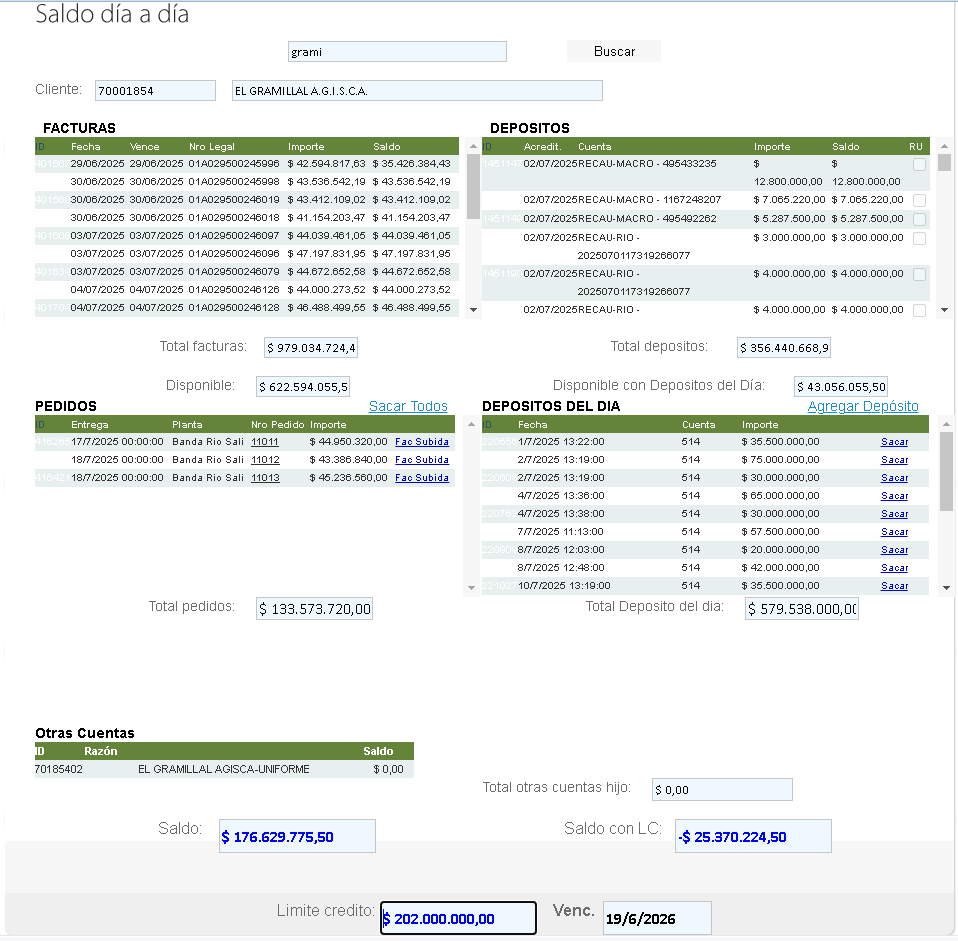 Saldo día a día
grami Buscar
Cliente: 70001854 EL GRAMILLAL A.G.I.S.C.A.
FACTURAS
ID Fecha Vence Nro Legal Importe Saldo
29/06/2025 29/06/2025 01A029500245996 $ 42.594.817,63 $ 35.426.384,43
30/06/2025 30/06/2025 01A029500245998 $ 43.536.542,19 $ 43.536.542,19
30/06/2025 30/06/2025 01A029500246019 $ 43.412.109,02 $ 43.412.109,02
30/06/2025 30/06/2025 01A029500246018 $ 41.154.203,47 $ 41.154.203,47
03/07/2025 03/07/2025 01A029500246097 $ 44.039.461,05 $ 44.039.461,05
03/07/2025 03/07/2025 01A029500246096 $ 47.197.831,95 $ 47.197.831,95
03/07/2025 03/07/2025 01A029500246079 $ 44.672.652,58 $ 44.672.652,58
04/07/2025 04/07/2025 01A029500246126 $ 44.000.273,52 $ 44.000.273,52
04/07/2025 04/07/2025 01A029500246128 $ 46.488.499,55 $ 46.488.499,55
DEPOSITOS
ID Acredit. Cuenta Importe Saldo RU
02/07/2025 RECAU-MACRO - 495433235 $ $
12.800.000,00 12.800.000,00
02/07/2025 RECAU-MACRO - 1167248207 $ 7.065.220,00 $ 7.065.220,00
02/07/2025 RECAU-MACRO - 495492262 $ 5.287.500,00 $ 5.287.500,00
02/07/2025 RECAU-RIO - $ 3.000.000,00 $ 3.000.000,00
2025070117319266077
02/07/2025 RECAU-RIO - $ 4.000.000,00 $ 4.000.000,00
2025070117319266077
02/07/2025 RECAU-RIO - $ 4.000.000,00 $ 4.000.000,00
Total facturas: $ 979.034.724,4
Total depositos: $ 356.440.668,9
Disponible: $ 622.594.055,5
Disponible con Depositos del Día: $ 43.056.055,50
PEDIDOS Sacar Todos
ID Entrega Planta Nro Pedido Importe
17/7/2025 00:00:00 Banda Rio Sali 11011 $ 44.950.320,00 Fac Subida
18/7/2025 00:00:00 Banda Rio Sali 11012 $ 43.386.840,00 Fac Subida
18/7/2025 00:00:00 Banda Rio Sali 11013 $ 45.236.560,00 Fac Subida
DEPOSITOS DEL DIA Agregar Depósito
ID Fecha Cuenta Importe
1/7/2025 13:22:00 514 $ 35.500.000,00 Sacar
2/7/2025 13:19:00 514 $ 75.000.000,00 Sacar
2/7/2025 13:19:00 514 $ 30.000.000,00 Sacar
4/7/2025 13:36:00 514 $ 65.000.000,00 Sacar
4/7/2025 13:38:00 514 $ 30.000.000,00 Sacar
7/7/2025 11:13:00 514 $ 57.500.000,00 Sacar
8/7/2025 12:03:00 514 $ 20.000.000,00 Sacar
8/7/2025 12:48:00 514 $ 42.000.000,00 Sacar
10/7/2025 13:19:00 514 $ 35.500.000,00 Sacar
Total pedidos: $ 133.573.720,00
Total Deposito del dia: $ 579.538.000,00
Otras Cuentas
ID Razón Saldo
70185402 EL GRAMILLAL AGISCA-UNIFORME $ 0,00
Total otras cuentas hijo: $ 0,00
Saldo: $ 176.629.775,50
Saldo con LC: -$ 25.370.224,50
Limite credito: $ 202.000.000,00 Venc. 19/6/2026